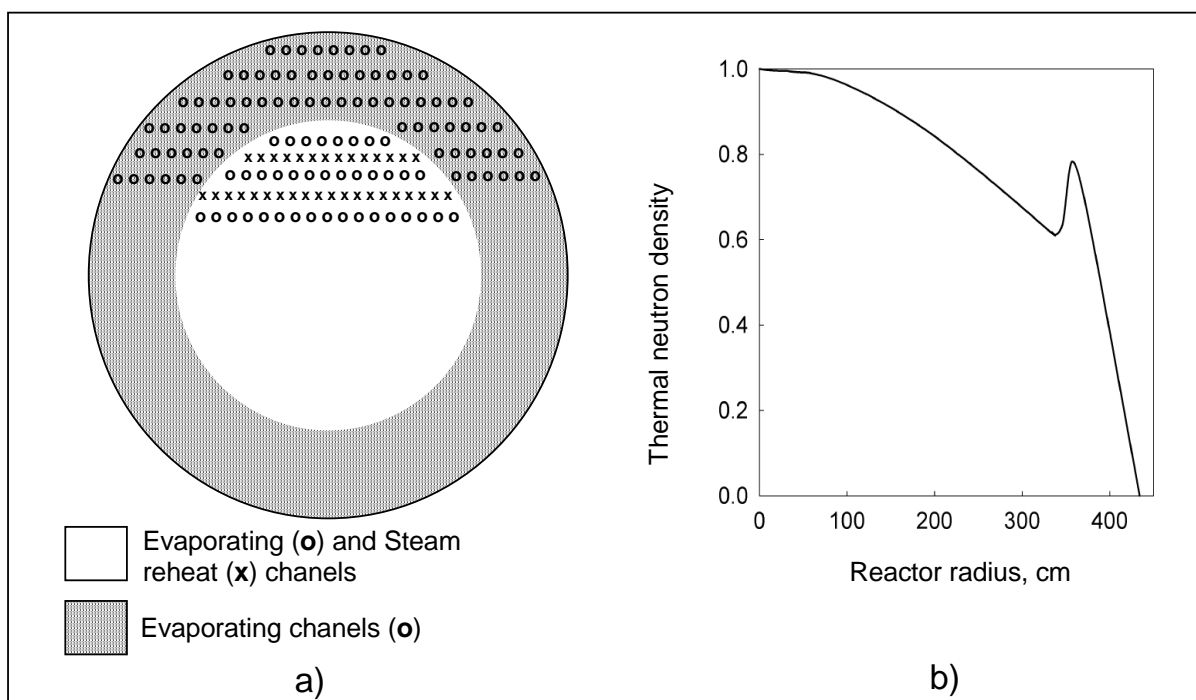 Evaporating (o) and Steam
reheat (x) chanels
Evaporating chanels (o)
a)
Thermal neutron density
1.0
0.8
0.6
0.4
0.2
0.0
0
100
200
300
400
Reactor radius, cm
b)